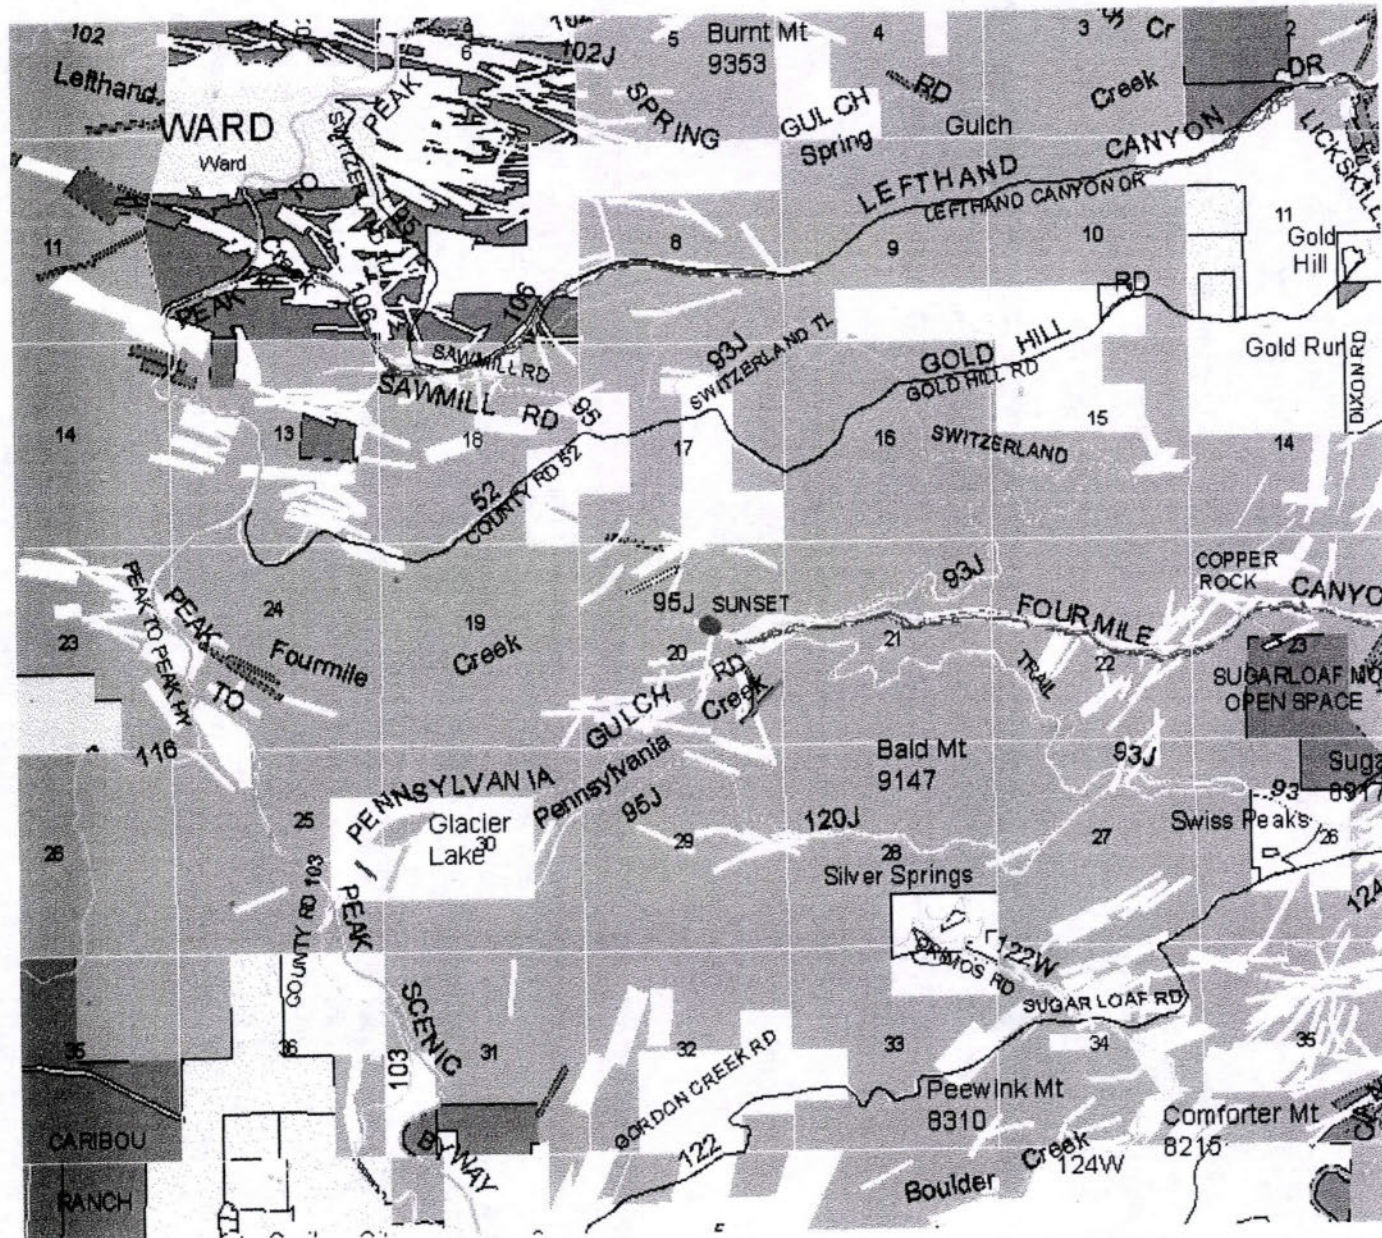 102
102J
5
Burnt Mt
9353
4
3
Cr
2
DR
6
Lefthand
WARD
Ward
PEAK
SPRING
GULCH
Spring
RD
Gulch
Creek
LEFTHAND
CANYON
LEFTHAND CANYON DR
11
8
9
10
11
Gold
Hill
PEAK
106
106
SAWMILL RD
SAWMILL RD
95
93J
SWITZERLAND TL
GOLD HILL
RD
GOLD HILL RD
Gold Run
DIXON RD
14
13
18
17
16
15
14
SWITZERLAND
52
COUNTY RD 52
93J
COPPER
ROCK
95J
SUNSET
FOURMILE
PEAK TO PEAK HY
PEAK
TO
24
19
20
21
22
23
23
Fourmile
Creek
RD
Creek
TRAIL
SUGARLOAF MO
OPEN SPACE
GULCH
116
PENNSYLVANIA
Pennsylvania
95J
Bald Mt
9147
93J
93
Suga
8917
25
Glacier
Lake
30
29
120J
28
27
Swiss Peaks
26
26
Silver Springs
COUNTY RD 103
PEAK
124
122W
PRIMOS RD
SUGAR LOAF RD
SCENIC
35
36
103
31
32
33
34
35
GORDON CREEK RD
Peewink Mt
8310
Comforter Mt
8215
CARIBOU
RANCH
BYWAY
122
Boulder
Creek
124W